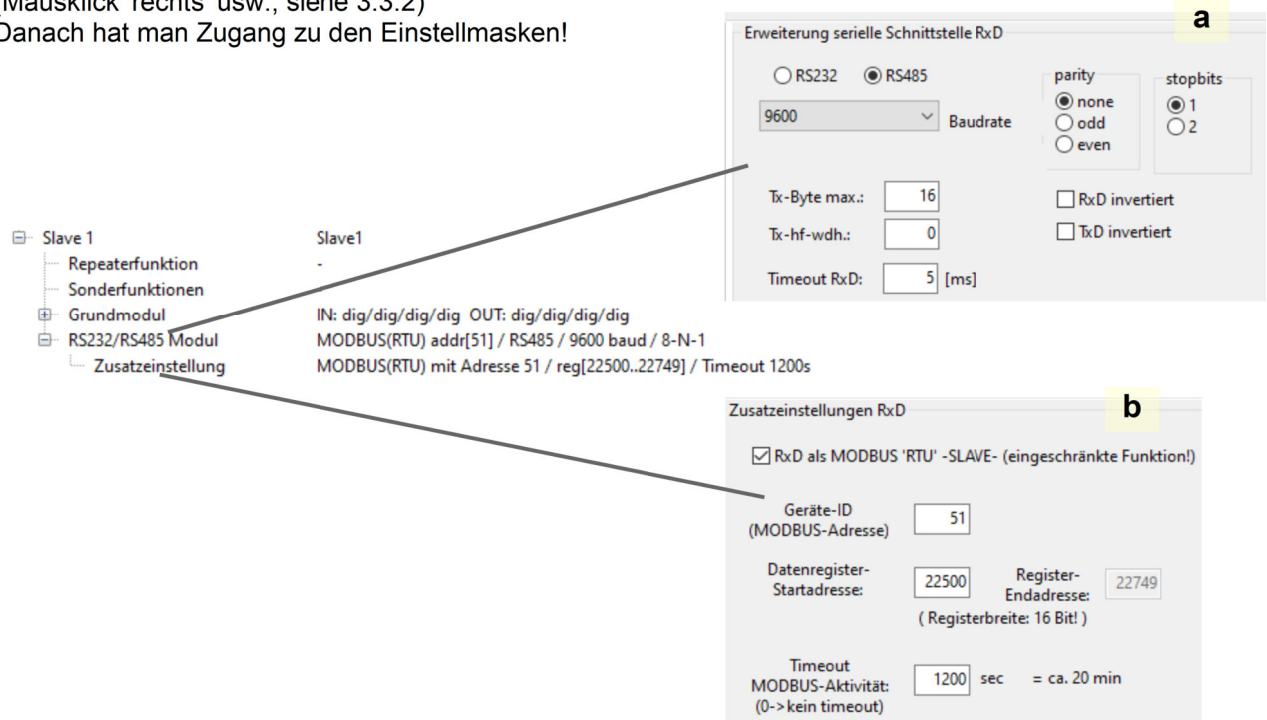 (Mausklick 'rechts' usw., siehe 3.3.2)
Danach hat man Zugang zu den Einstellmasken!
a
Erweiterung serielle Schnittstelle RxD
RS232 RS485
parity
none
odd
even
stopbits
1
2
9600 Baudrate
Tx-Byte max.: 16
RxD invertiert
Tx-hf-wdh.: 0
TxD invertiert
Timeout RxD: 5 [ms]
Slave 1 Slave1
Repeaterfunktion -
Sonderfunktionen
Grundmodul IN: dig/dig/dig/dig OUT: dig/dig/dig/dig
RS232/RS485 Modul MODBUS(RTU) addr[51] / RS485 / 9600 baud / 8-N-1
Zusatzeinstellung MODBUS(RTU) mit Adresse 51 / reg[22500..22749] / Timeout 1200s
b
Zusatzeinstellungen RxD
RxD als MODBUS 'RTU' -SLAVE- (eingeschränkte Funktion!)
Geräte-ID
(MODBUS-Adresse)
51
Datenregister-
Startadresse:
22500
Register-
Endadresse:
22749
( Registerbreite: 16 Bit! )
Timeout
MODBUS-Aktivität:
(0->kein timeout)
1200 sec = ca. 20 min